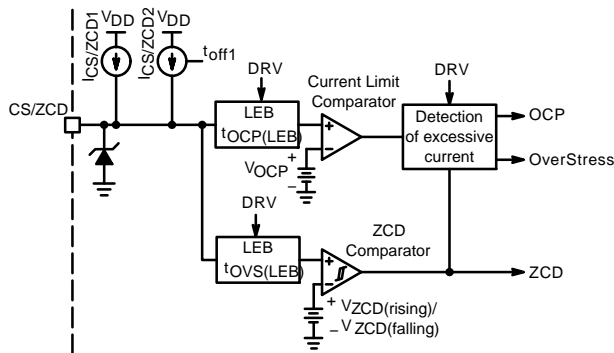 VDD
ICS/ZCD1
VDD
ICS/ZCD2
toff1
CS/ZCD
DRV
LEB
tOCP(LEB)
Current Limit
Comparator
+
−
VOCP
+
−
DRV
Detection
of excessive
current
OCP
OverStress
DRV
LEB
tOVS(LEB)
ZCD
Comparator
+
−
ZCD
+
−
VZCD(rising)/
VZCD(falling)